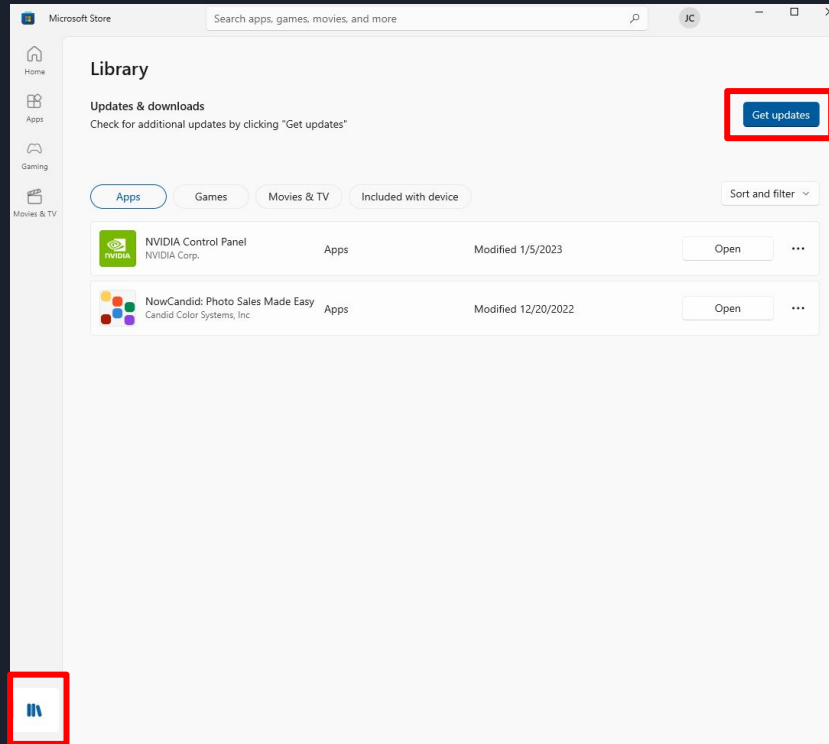 Microsoft Store
Search apps, games, movies, and more
JC
Home
Apps
Gaming
Movies & TV
Library
Updates & downloads
Check for additional updates by clicking "Get updates"
Get updates
Apps
Games
Movies & TV
Included with device
Sort and filter
NVIDIA
NVIDIA Control Panel
NVIDIA Corp.
Apps
Modified 1/5/2023
Open
NowCandid: Photo Sales Made Easy
Candid Color Systems, Inc
Apps
Modified 12/20/2022
Open